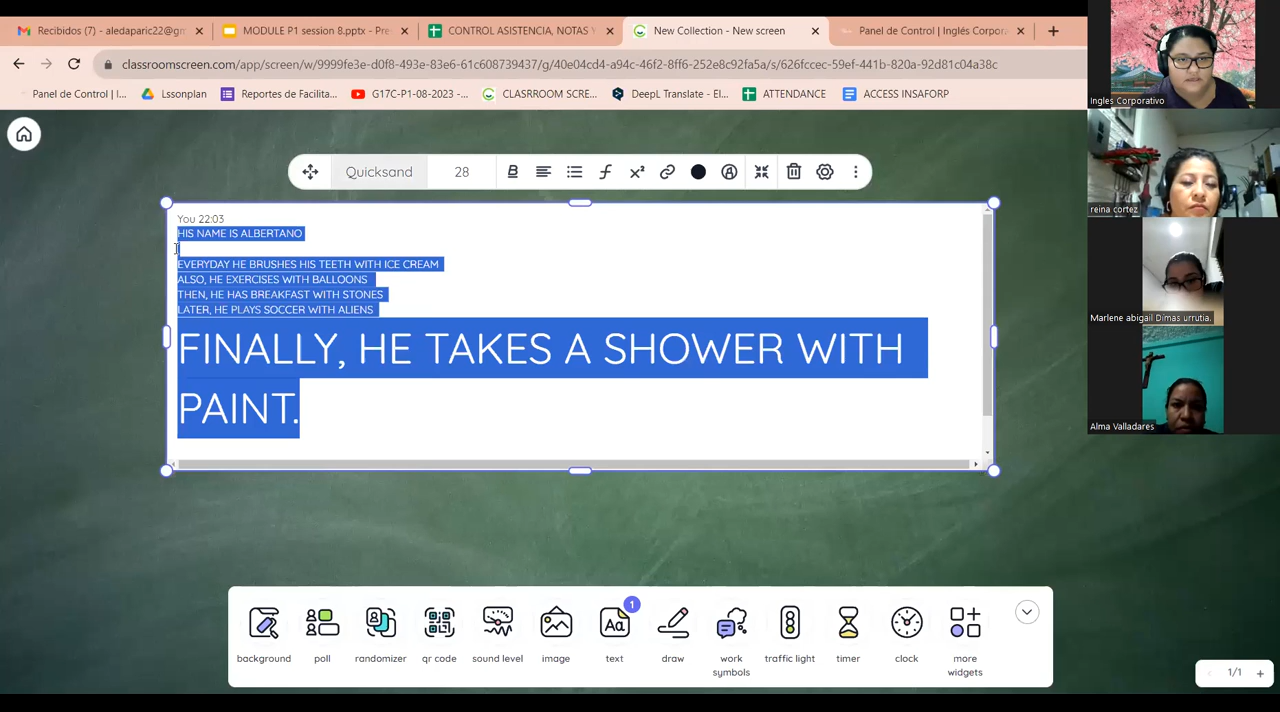 Recibidos (7) - aledaparic22@gm
MODULE P1 session 8.pptx - Pre
CONTROL ASISTENCIA, NOTAS Y
New Collection - New screen
Panel de Control | Inglés Corpora
classroomscreen.com/app/screen/w/9999fe3e-d0f8-493e-83e6-61c608739437/g/40e04cd4-a94c-46f2-8ff6-252e8c92fa5a/s/626fccec-59ef-441b-820a-92d81c04a38c
Panel de Control | I...
Lssonplan
Reportes de Facilita...
G17C-P1-08-2023 -...
CLASRROOM SCRE...
DeepL Translate - El...
ATTENDANCE
ACCESS INSAFORP
Quicksand
28
You 22:03
HIS NAME IS ALBERTANO
EVERYDAY HE BRUSHES HIS TEETH WITH ICE CREAM
ALSO, HE EXERCISES WITH BALLOONS
THEN, HE HAS BREAKFAST WITH STONES
LATER, HE PLAYS SOCCER WITH ALIENS
FINALLY, HE TAKES A SHOWER WITH
PAINT.
Ingles Corporativo
reina cortez
Marlene abigail Dimas urrutia.
Alma Valladares
1
background
poll
randomizer
qr code
sound level
image
text
draw
work
symbols
traffic light
timer
clock
more
widgets
1/1